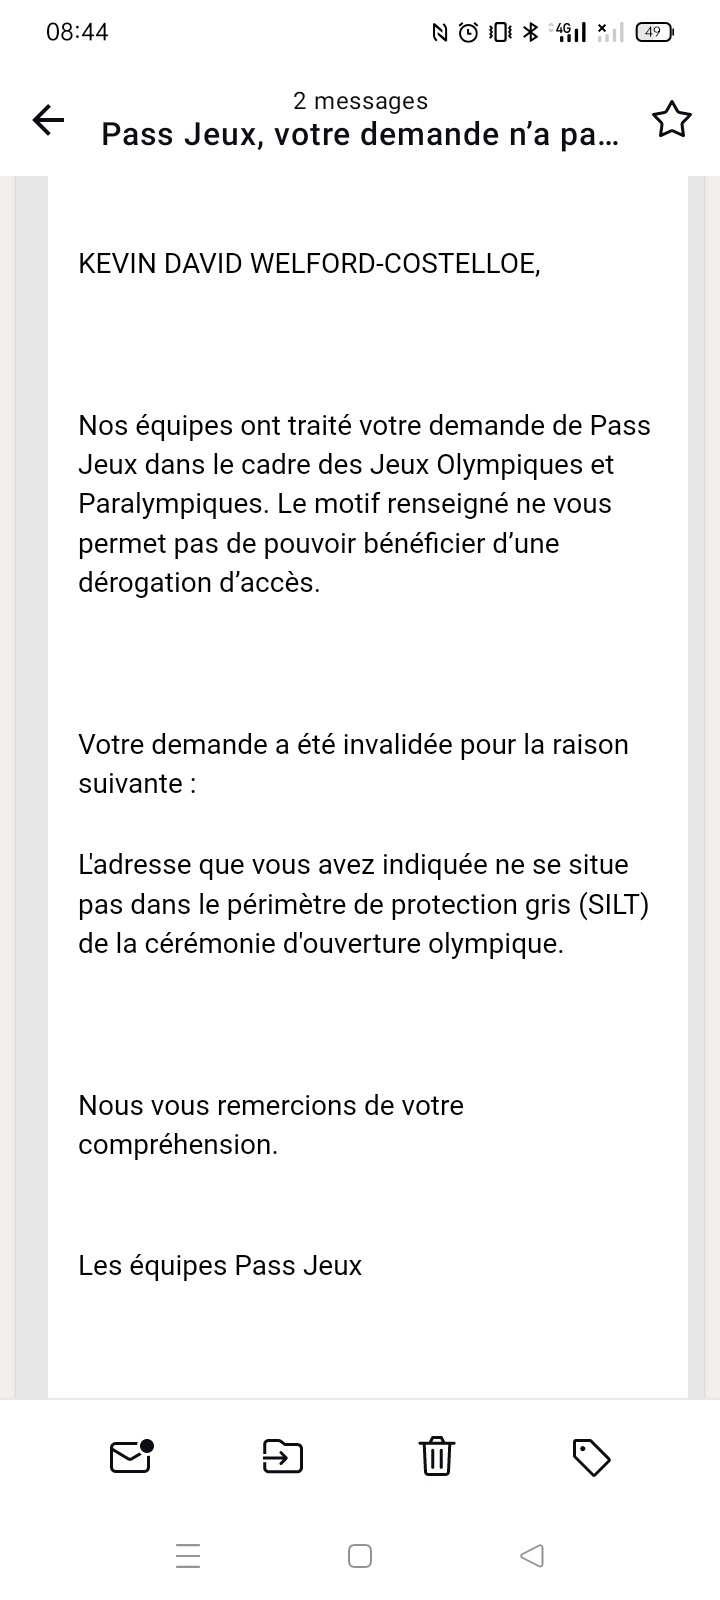 08:44
4G
49
2 messages
Pass Jeux, votre demande n’a pa…
KEVIN DAVID WELFORD-COSTELLOE,
Nos équipes ont traité votre demande de Pass
Jeux dans le cadre des Jeux Olympiques et
Paralympiques. Le motif renseigné ne vous
permet pas de pouvoir bénéficier d’une
dérogation d’accès.
Votre demande a été invalidée pour la raison
suivante :
L'adresse que vous avez indiquée ne se situe
pas dans le périmètre de protection gris (SILT)
de la cérémonie d'ouverture olympique.
Nous vous remercions de votre
compréhension.
Les équipes Pass Jeux